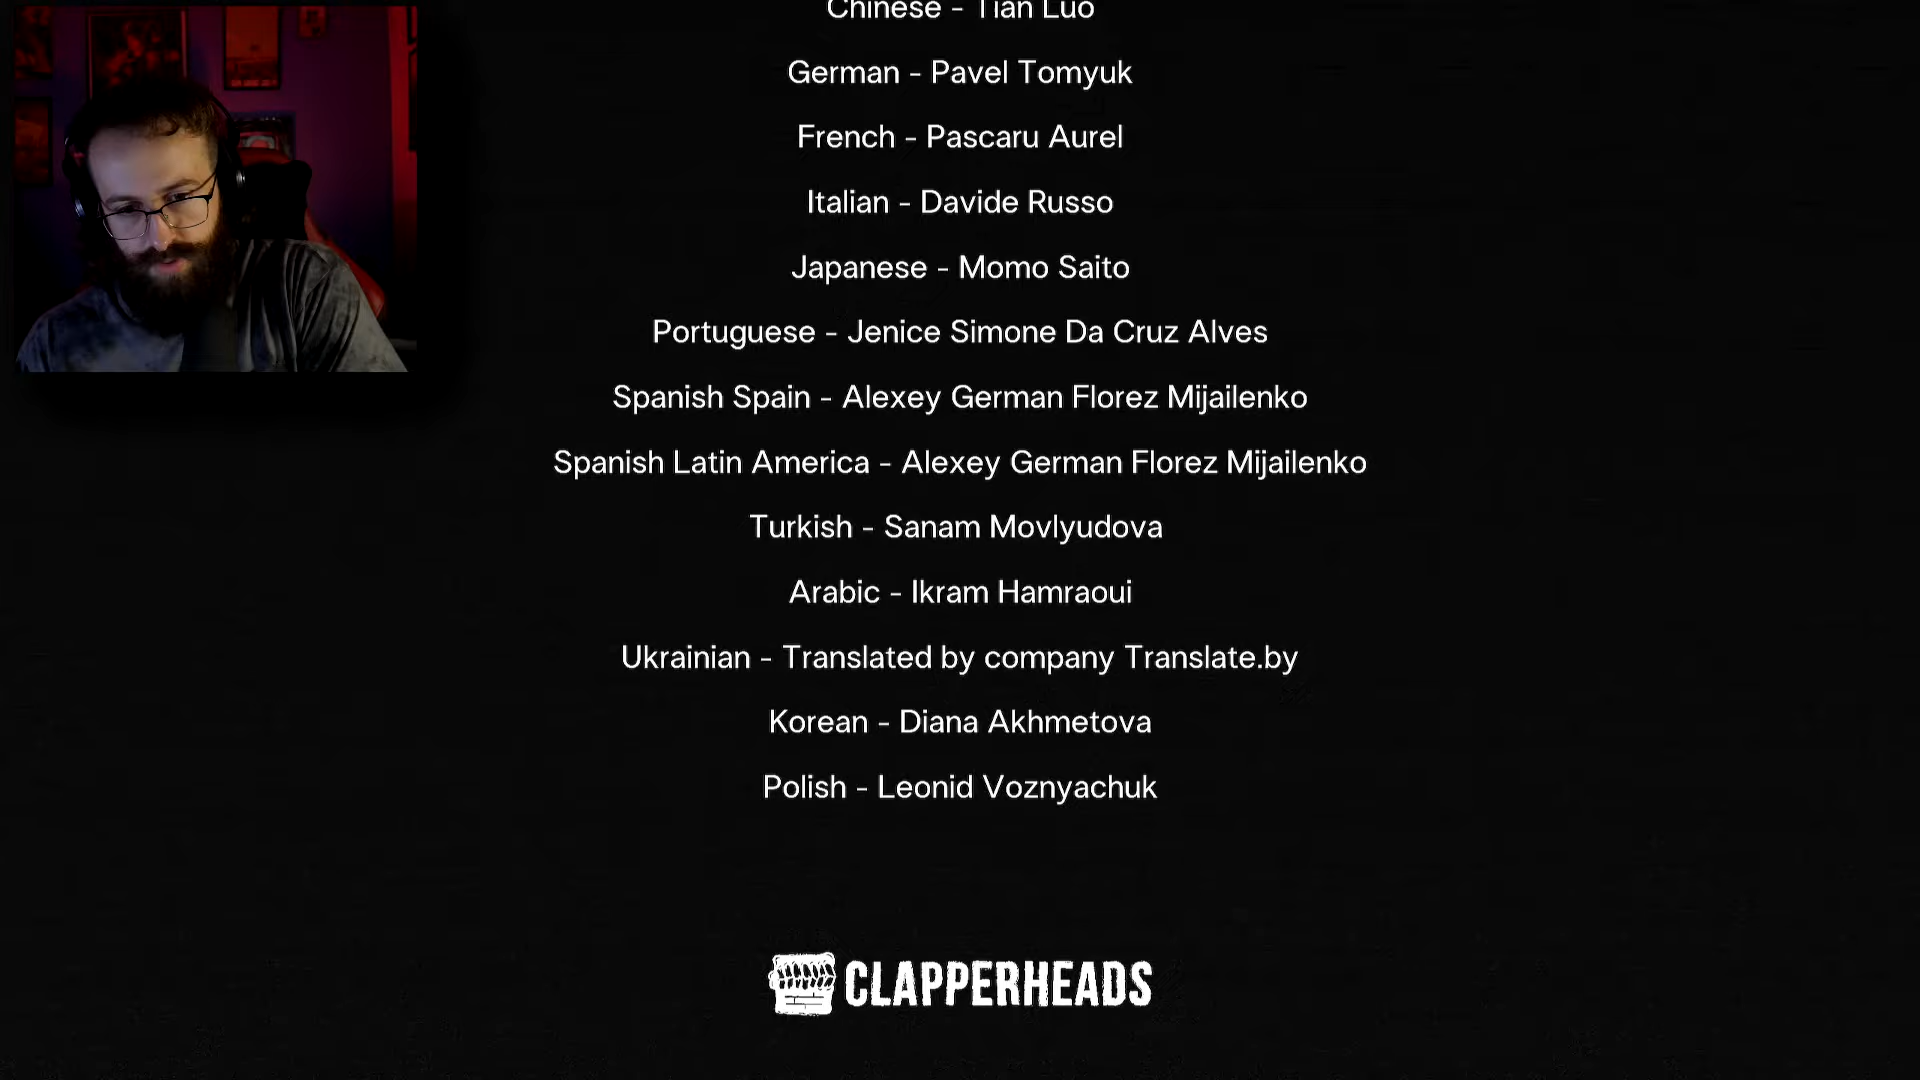 Chinese - Tian Luo
German - Pavel Tomyuk
French - Pascaru Aurel
Italian - Davide Russo
Japanese - Momo Saito
Portuguese - Jenice Simone Da Cruz Alves
Spanish Spain - Alexey German Florez Mijailenko
Spanish Latin America - Alexey German Florez Mijailenko
Turkish - Sanam Movlyudova
Arabic - Ikram Hamraoui
Ukrainian - Translated by company Translate.by
Korean - Diana Akhmetova
Polish - Leonid Voznyachuk
CLAPPERHEADS